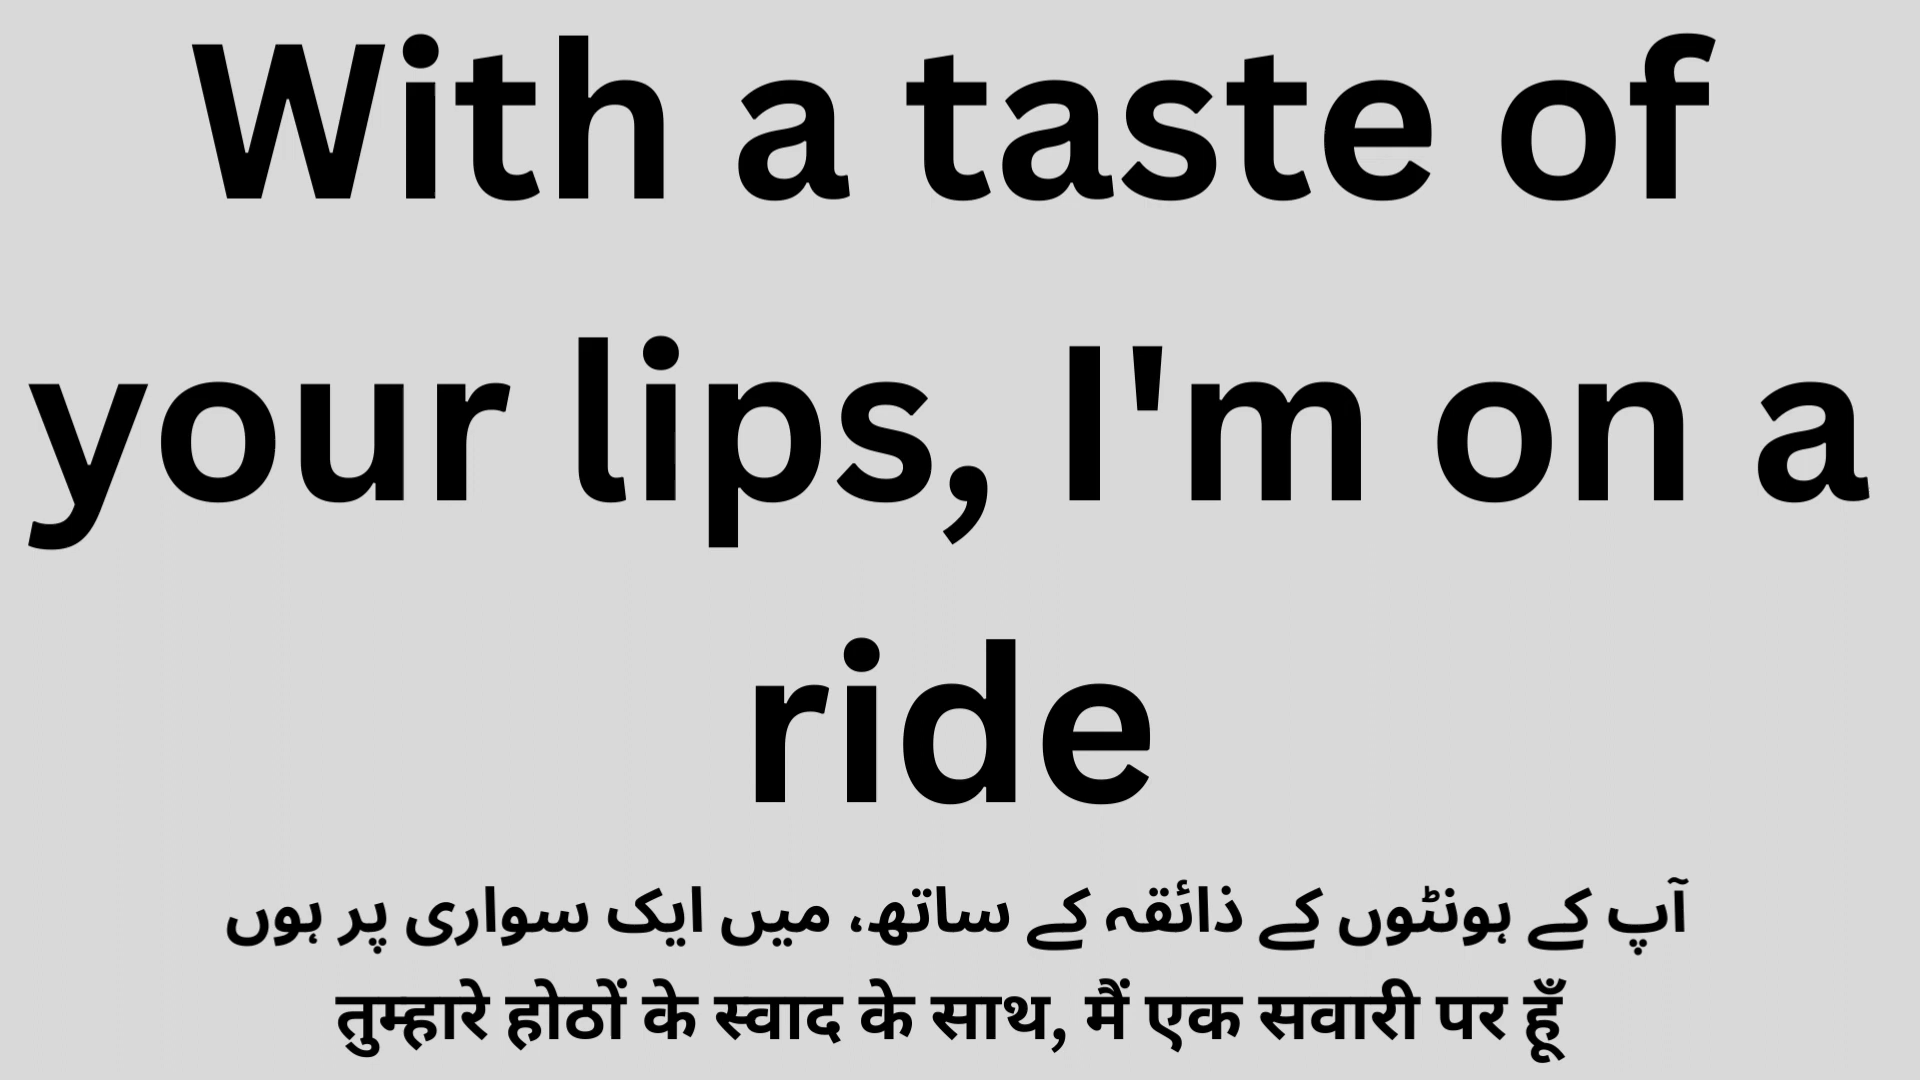 With a taste of
your lips, I'm on a
ride
آپ کے ہونٹوں کے ذائقہ کے ساتھ، میں ایک سواری پر ہوں
तुम्हारे होठों के स्वाद के साथ, मैं एक सवारी पर हूँ